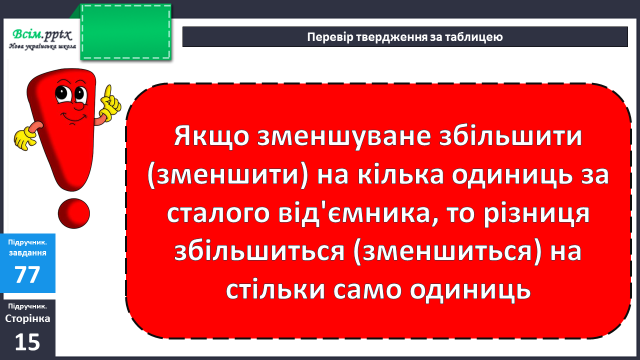 Всім.pptx
Нова українська школа
Перевір твердження за таблицею
Якщо зменшуване збільшити
(зменшити) на кілька одиниць за
сталого від'ємника, то різниця
збільшиться (зменшиться) на
стільки само одиниць
Підручник.
завдання
77
Підручник.
Сторінка
15